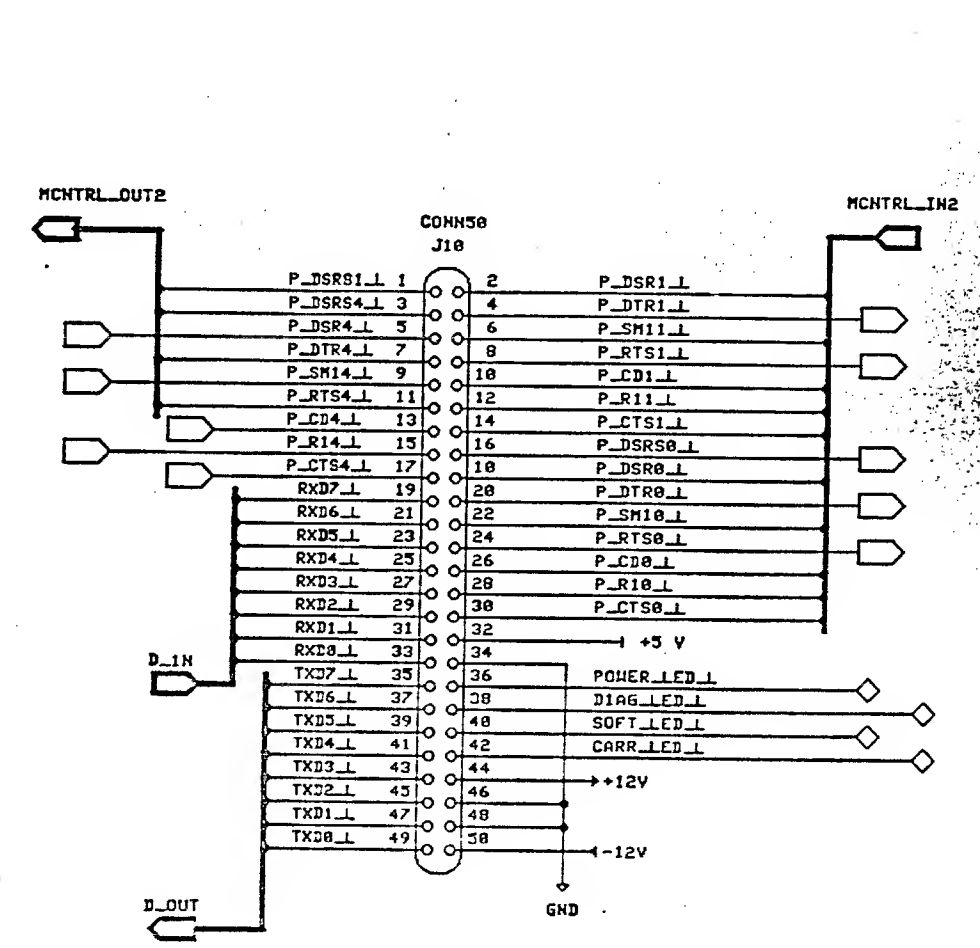 MCNTRL_OUT2
MCNTRL_IN2
CONN50
J10
P_DSRS1_L 1 2 P_DSR1_L
P_DSRS4_L 3 4 P_DTR1_L
P_DSR4_L 5 6 P_SM11_L
P_DTR4_L 7 8 P_RTS1_L
P_SM14_L 9 10 P_CD1_L
P_RTS4_L 11 12 P_R11_L
P_CD4_L 13 14 P_CTS1_L
P_R14_L 15 16 P_DSRS0_L
P_CTS4_L 17 18 P_DSR0_L
RXD7_L 19 20 P_DTR0_L
RXD6_L 21 22 P_SM10_L
RXD5_L 23 24 P_RTS0_L
RXD4_L 25 26 P_CD0_L
RXD3_L 27 28 P_R10_L
RXD2_L 29 30 P_CTS0_L
RXD1_L 31 32 +5 V
D_IN
RXD0_L 33 34
TXD7_L 35 36 POWER_LED_L
TXD6_L 37 38 DIAG_LED_L
TXD5_L 39 40 SOFT_LED_L
TXD4_L 41 42 CARR_LED_L
TXD3_L 43 44 +12V
TXD2_L 45 46
TXD1_L 47 48
TXD0_L 49 50 -12V
D_OUT
GND